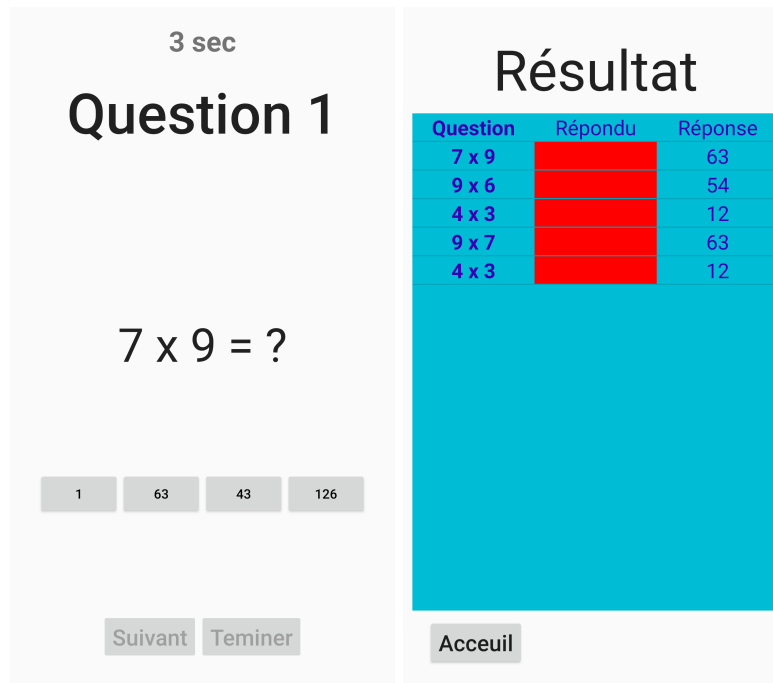 3 sec
Question 1
7 x 9 = ?
1 63 43 126
Suivant Teminer
Résultat
Question Répondu Réponse
7 x 9 63
9 x 6 54
4 x 3 12
9 x 7 63
4 x 3 12
Acceuil